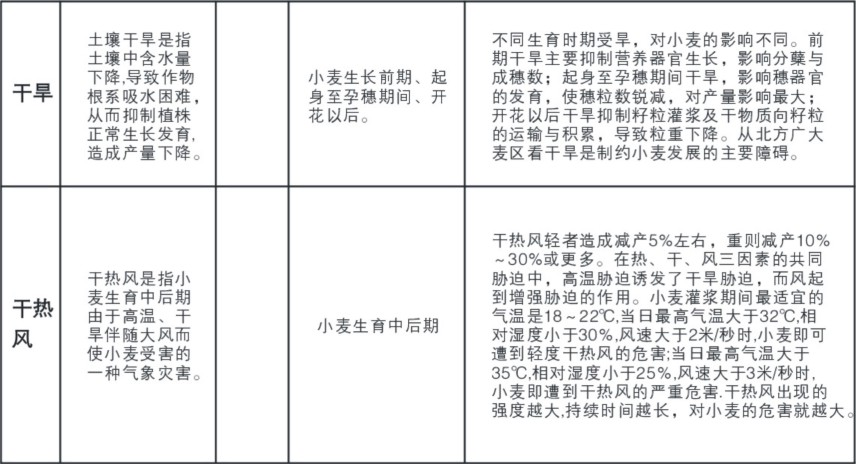 干旱
土壤干旱是指
土壤中含水量
下降,导致作物
根系吸水困难，
从而抑制植株
正常生长发育,
造成产量下降。
小麦生长前期、起
身至孕穗期间、开
花以后。
不同生育时期受旱，对小麦的影响不同。前
期干旱主要抑制营养器官生长，影响分蘖与
成穗数；起身至孕穗期间干旱，影响穗器官
的发育，使穗粒数锐减，对产量影响最大；
开花以后干旱抑制籽粒灌浆及干物质向籽粒
的运输与积累，导致粒重下降。从北方广大
麦区看干旱是制约小麦发展的主要障碍。
干热
风
干热风是指小
麦生育中后期
由于高温、干
旱伴随大风而
使小麦受害的
一种气象灾害。
小麦生育中后期
干热风轻者造成减产5%左右，重则减产10%
～30%或更多。在热、干、风三因素的共同
胁迫中，高温胁迫诱发了干旱胁迫，而风起
到增强胁迫的作用。小麦灌浆期间最适宜的
气温是18～22℃,当日最高气温大于32℃,相
对湿度小于30%,风速大于2米/秒时,小麦即可
遭到轻度干热风的危害;当日最高气温大于
35℃,相对湿度小于25%,风速大于3米/秒时,
小麦即遭到干热风的严重危害.干热风出现的
强度越大,持续时间越长，对小麦的危害就越大。